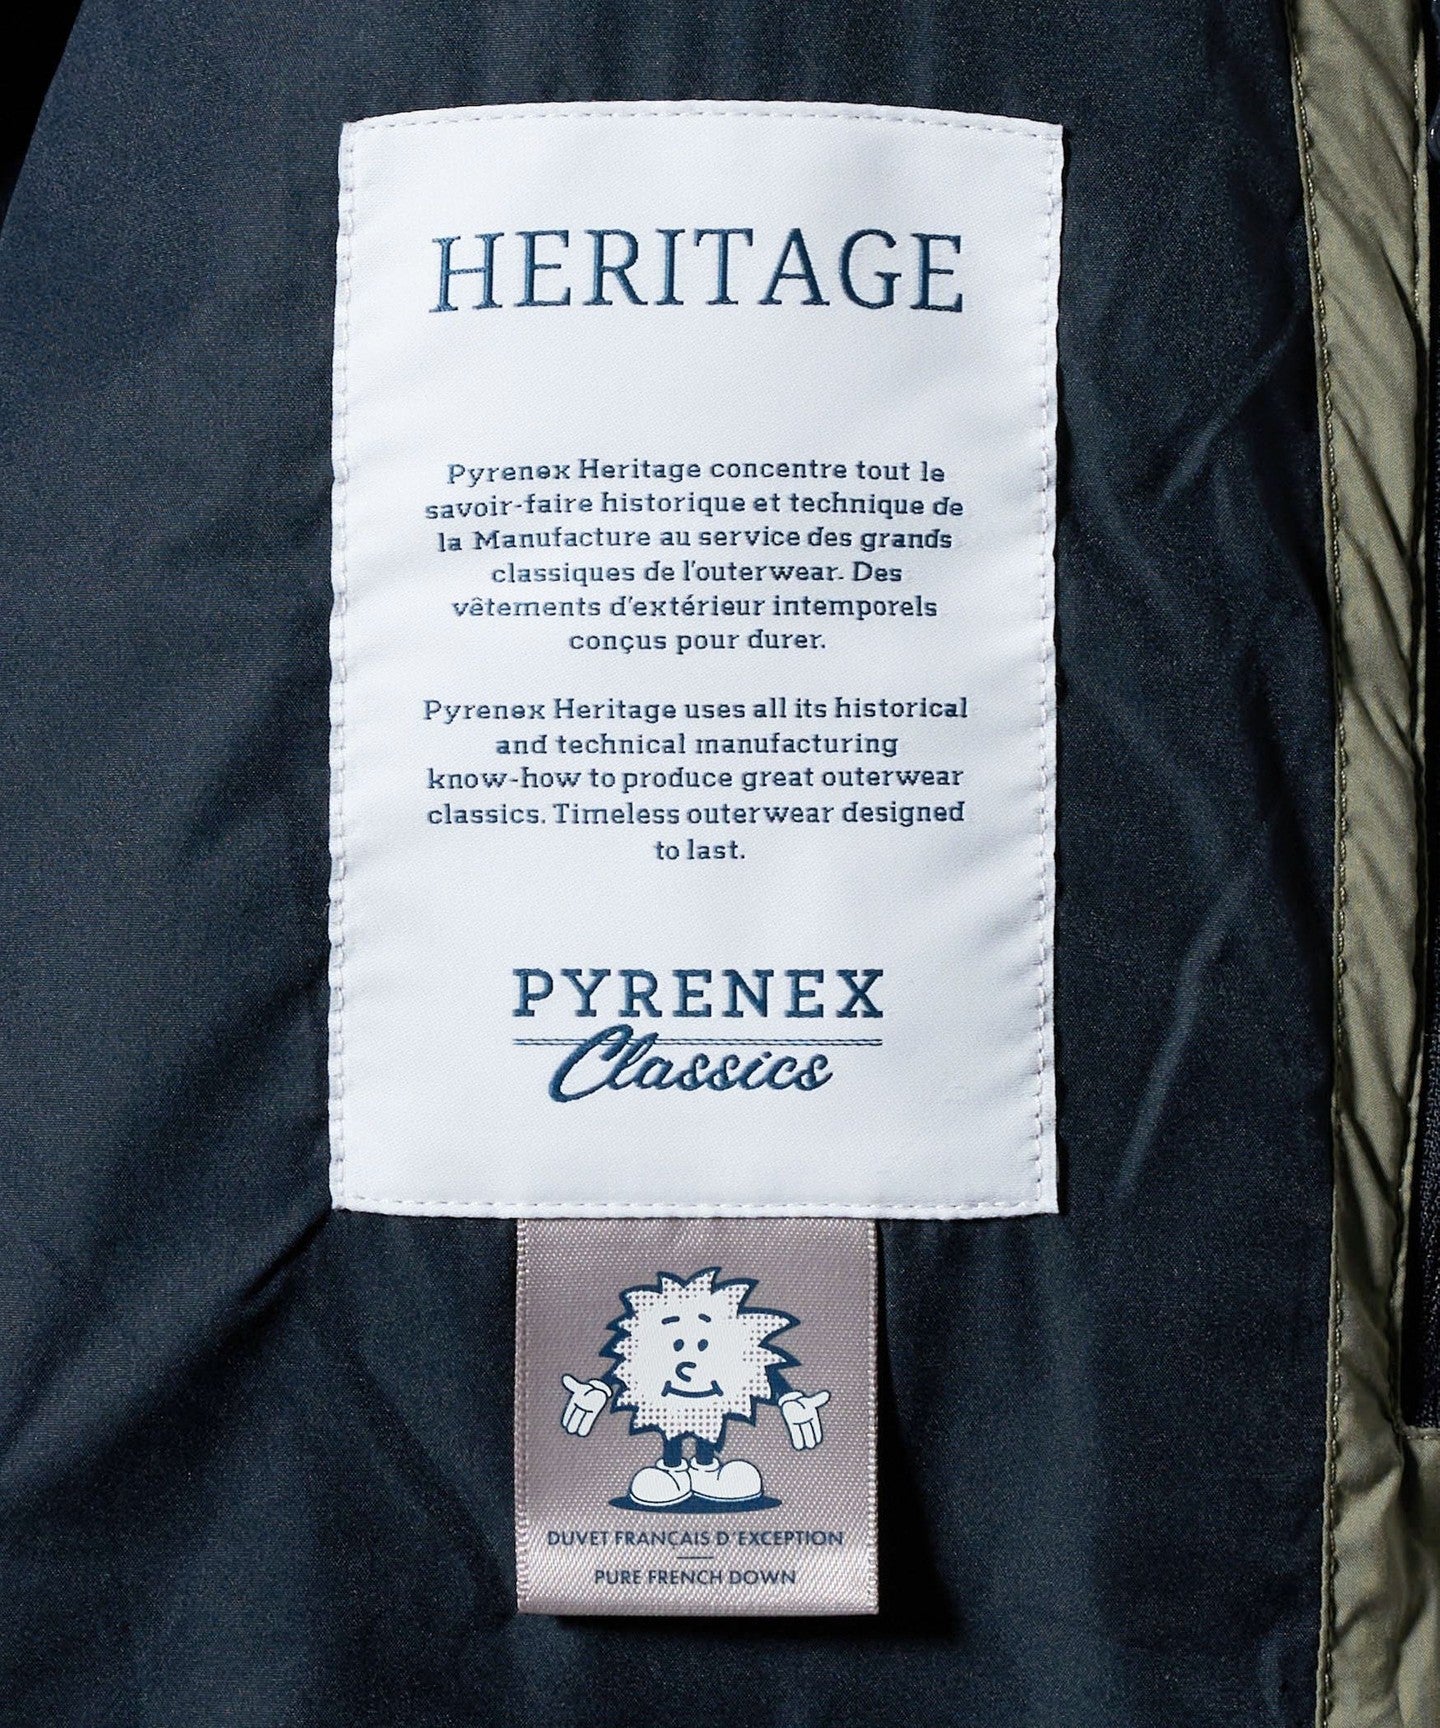 HERITAGE
Pyrenex Heritage concentre tout le
savoir-faire historique et technique de
la Manufacture au service des grands
classiques de l'outerwear. Des
vêtements d'extérieur intemporels
conçus pour durer.
Pyrenex Heritage uses all its historical
and technical manufacturing
know-how to produce great outerwear
classics. Timeless outerwear designed
to last.
PYRENEX
Classics
DUVET FRANÇAIS D'EXCEPTION
PURE FRENCH DOWN